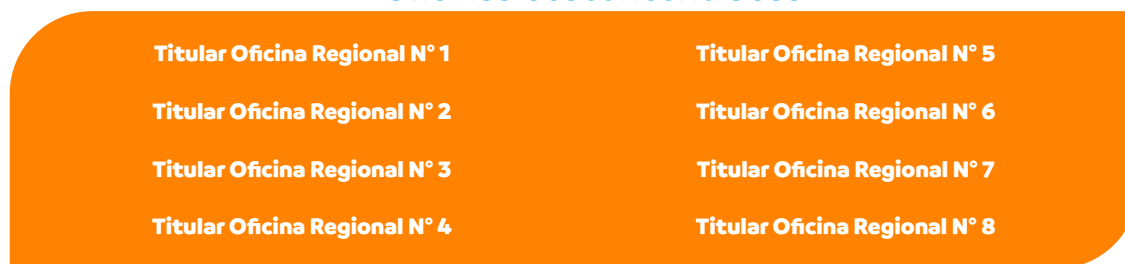 Titular Oficina Regional N° 1
Titular Oficina Regional N° 2
Titular Oficina Regional N° 3
Titular Oficina Regional N° 4
Titular Oficina Regional N° 5
Titular Oficina Regional N° 6
Titular Oficina Regional N° 7
Titular Oficina Regional N° 8